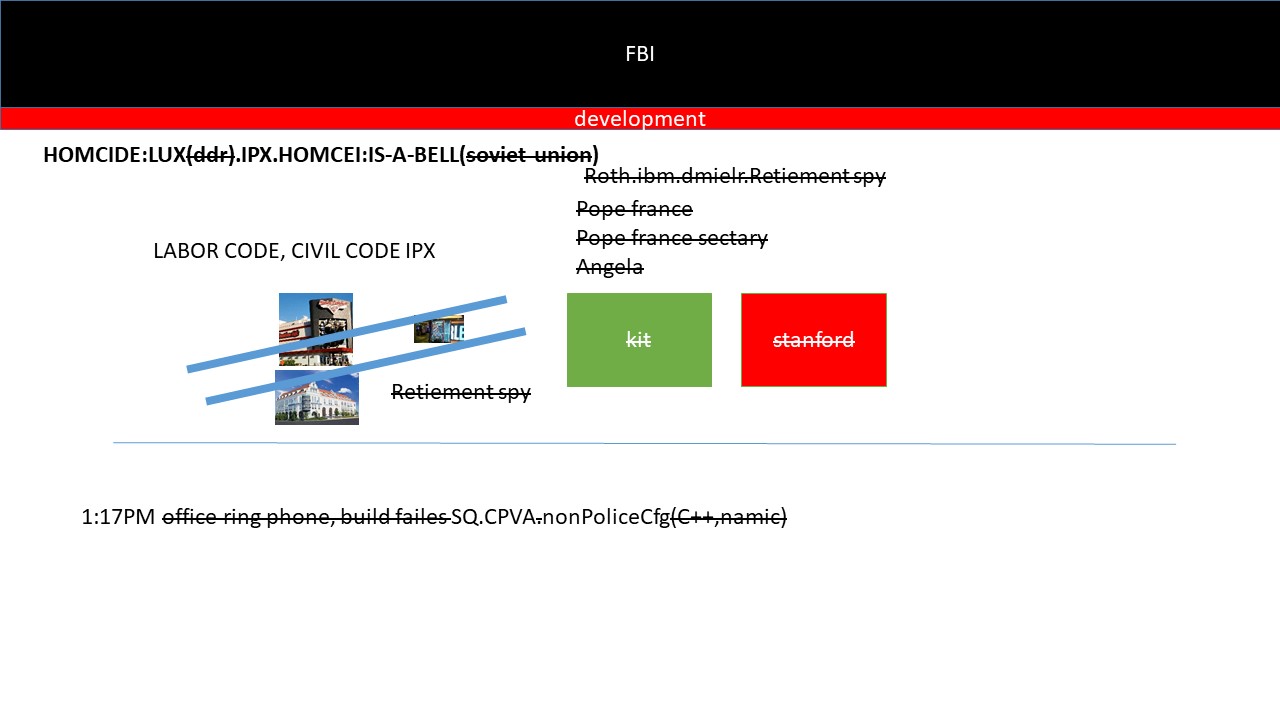 FBI
development
HOMCIDE:LUX(ddr).IPX.HOMCEI:IS-A-BELL(soviet union)
Roth.ibm.dmielr.Retiement spy
Pope france
Pope france sectary
LABOR CODE, CIVIL CODE IPX
Angela
kit
stanford
Retiement spy
1:17PM office ring phone, build failes SQ.CPVA.nonPoliceCfg(C++,namic)